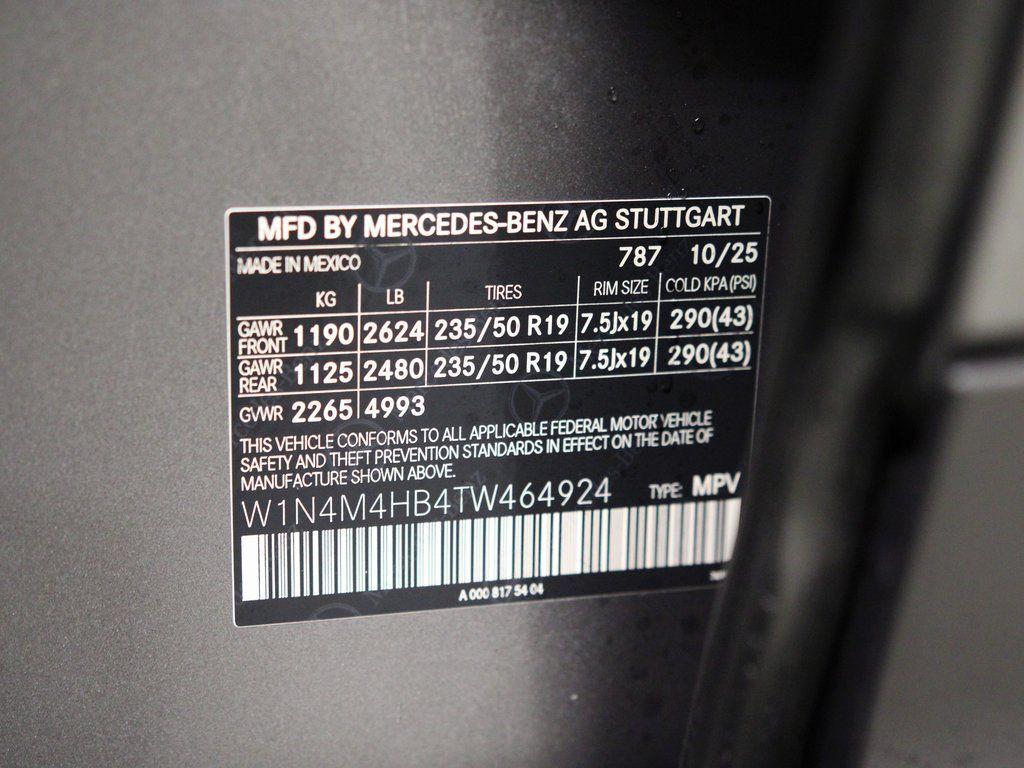 MFD BY MERCEDES-BENZ AG STUTTGART
MADE IN MEXICO 787 10/25
KG LB TIRES RIM SIZE COLD KPA(PSI)
GAWR FRONT 1190 2624 235/50 R19 7.5Jx19 290(43)
GAWR REAR 1125 2480 235/50 R19 7.5Jx19 290(43)
GVWR 2265 4993
THIS VEHICLE CONFORMS TO ALL APPLICABLE FEDERAL MOTOR VEHICLE
SAFETY AND THEFT PREVENTION STANDARDS IN EFFECT ON THE DATE OF
MANUFACTURE SHOWN ABOVE.
W1N4M4HB4TW464924 TYPE: MPV
A 000 817 54 04